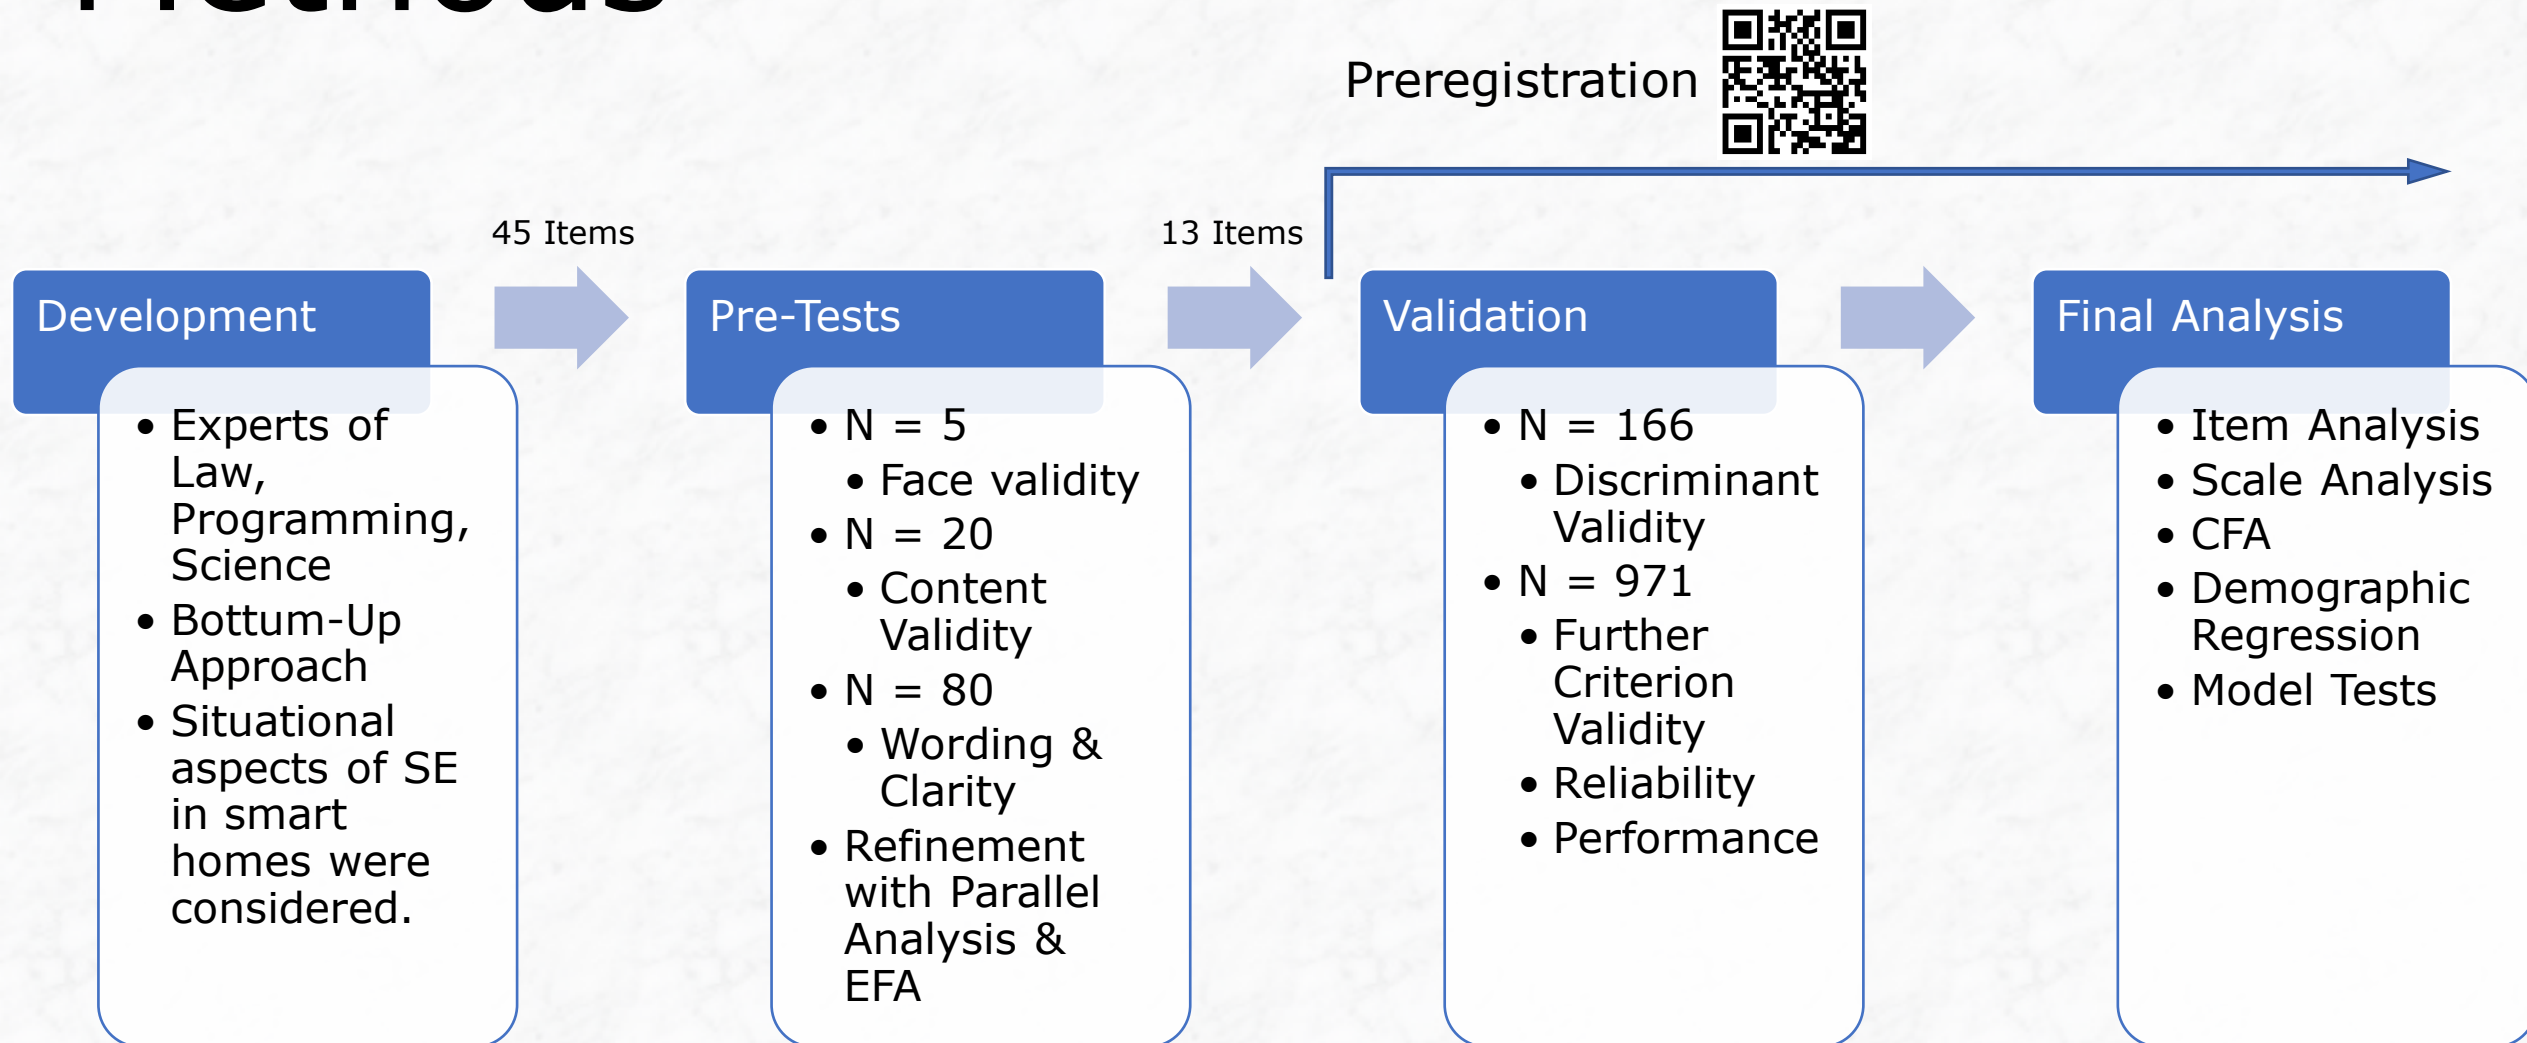 Methods
Preregistration
45 Items
13 Items
Development
Experts of
Law,
Programming,
Science
Bottum-Up
Approach
Situational
aspects of SE
in smart
homes were
considered.
Pre-Tests
N = 5
Face validity
N = 20
Content
Validity
N = 80
Wording &
Clarity
Refinement
with Parallel
Analysis &
EFA
Validation
N = 166
Discriminant
Validity
N = 971
Further
Criterion
Validity
Reliability
Performance
Final Analysis
Item Analysis
Scale Analysis
CFA
Demographic
Regression
Model Tests